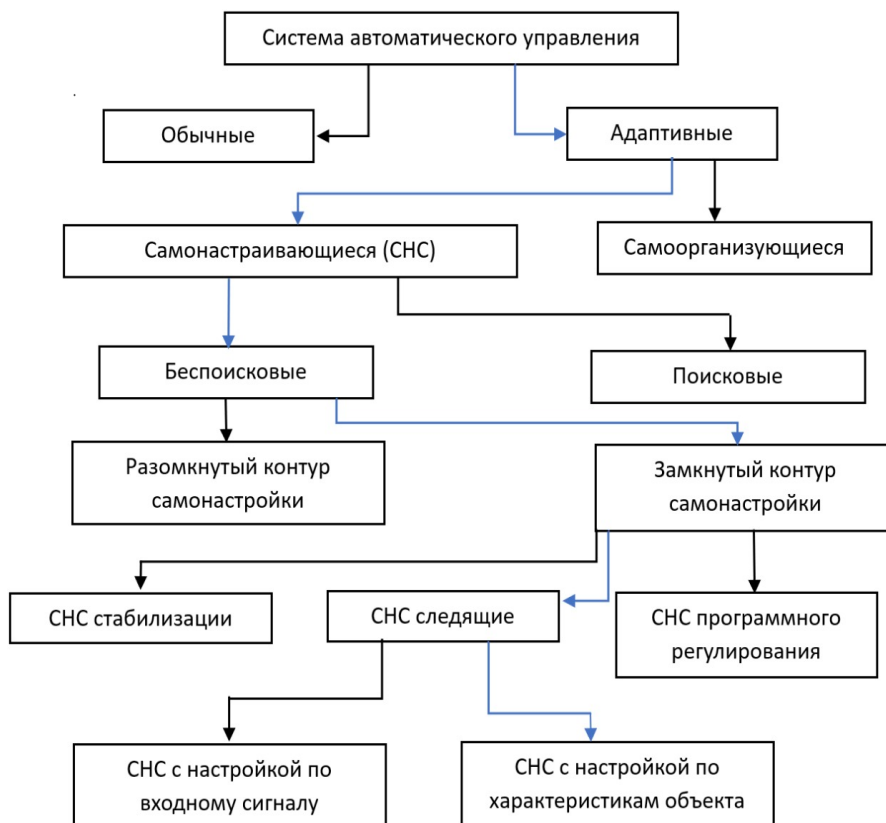 Система автоматического управления
Обычные
Адаптивные
Самонастраивающиеся (СНС)
Самоорганизующиеся
Беспоисковые
Поисковые
Разомкнутый контур
самонастройки
Замкнутый контур
самонастройки
СНС стабилизации
СНС следящие
СНС программного
регулирования
СНС с настройкой по
входному сигналу
СНС с настройкой по
характеристикам объекта